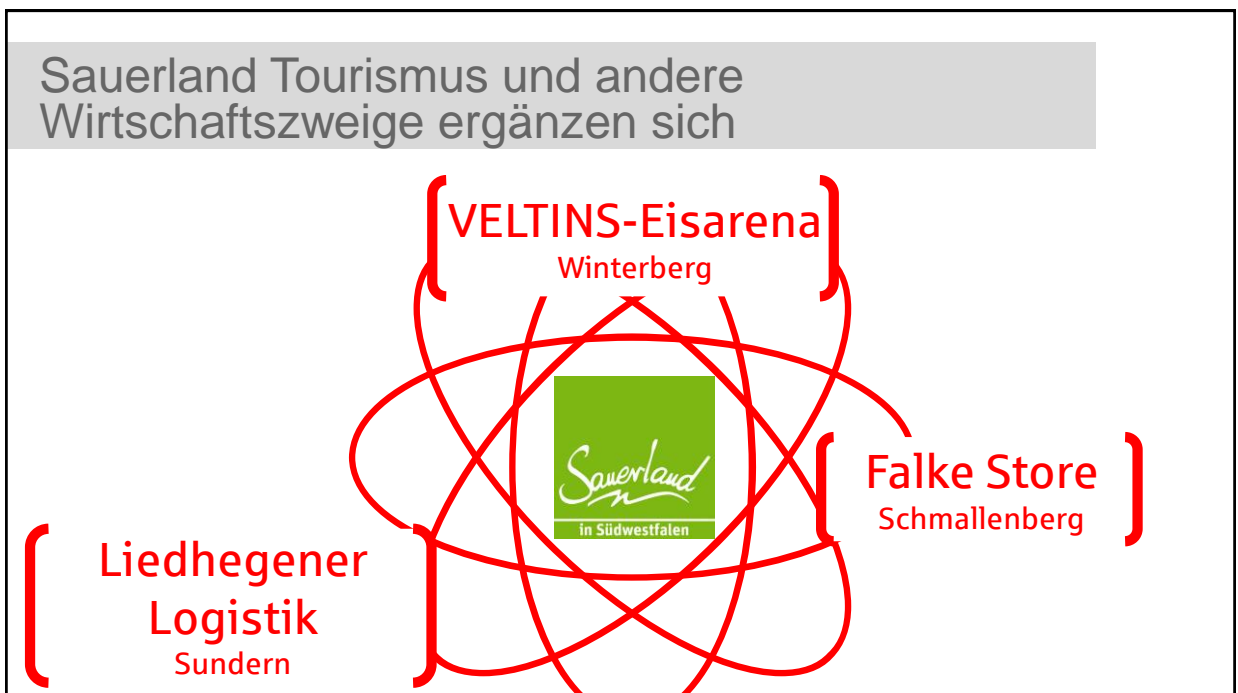 Sauerland Tourismus und andere
Wirtschaftszweige ergänzen sich
VELTINS-Eisarena
Winterberg
Sauerland
in Südwestfalen
Falke Store
Schmallenberg
Liedhegener
Logistik
Sundern